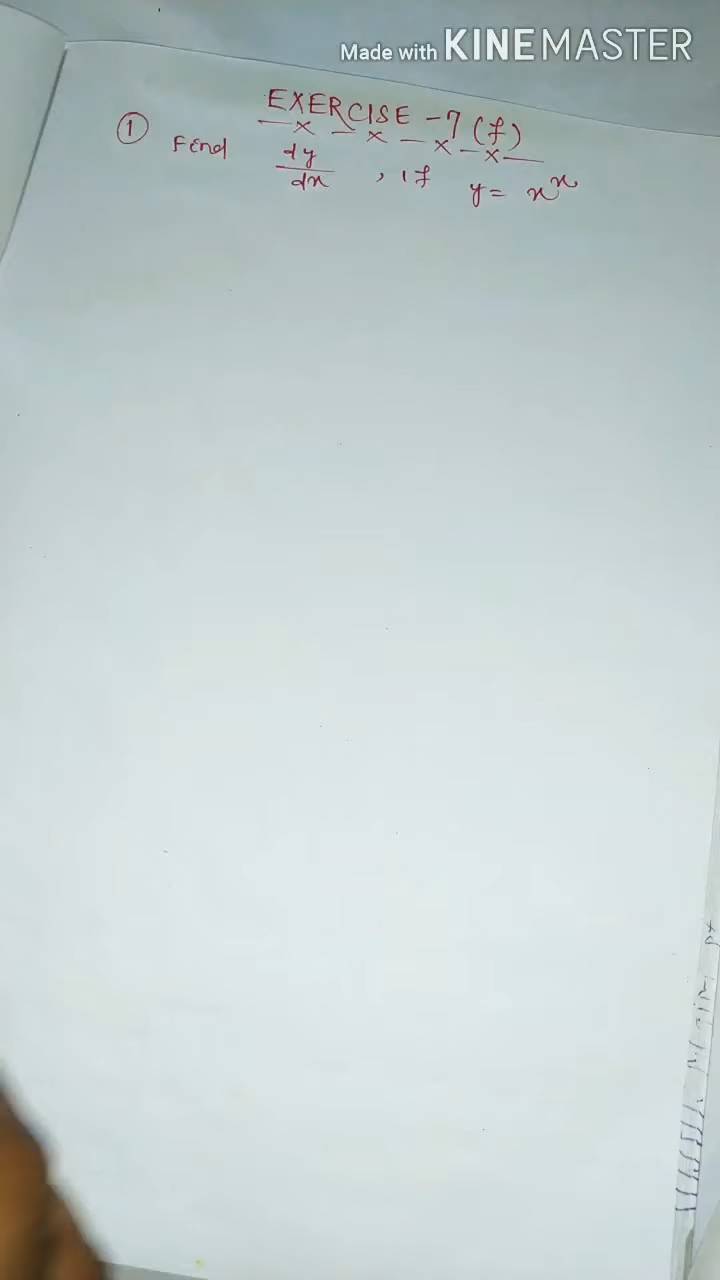 Made with KINEMASTER
EXERCISE - 7 (f)
① Find dy/dx , if y = x^x